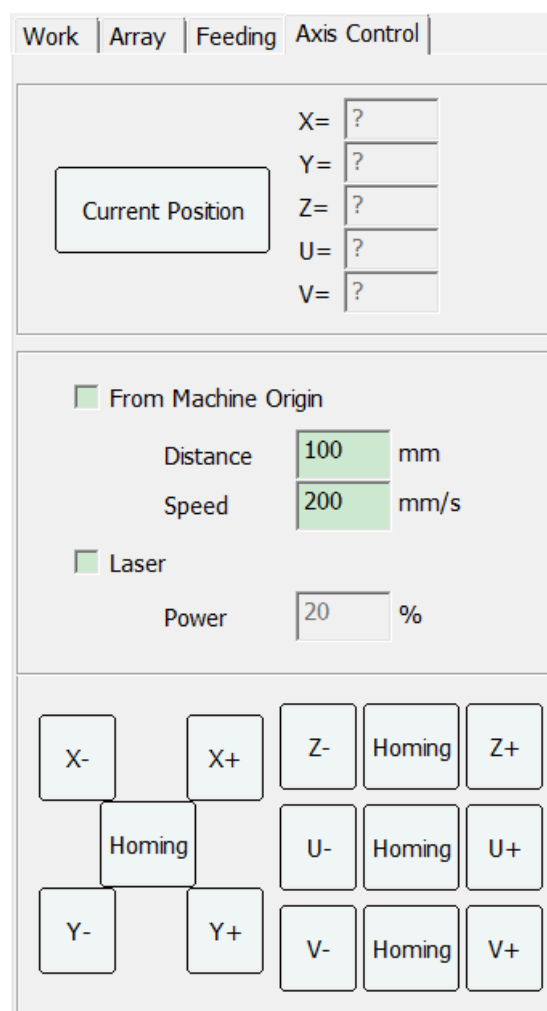 Work Array Feeding Axis Control
X= ?
Y= ?
Current Position Z= ?
U= ?
V= ?
From Machine Origin
Distance 100 mm
Speed 200 mm/s
Laser
Power 20 %
X- X+ Z- Homing Z+
Homing U- Homing U+
Y- Y+ V- Homing V+